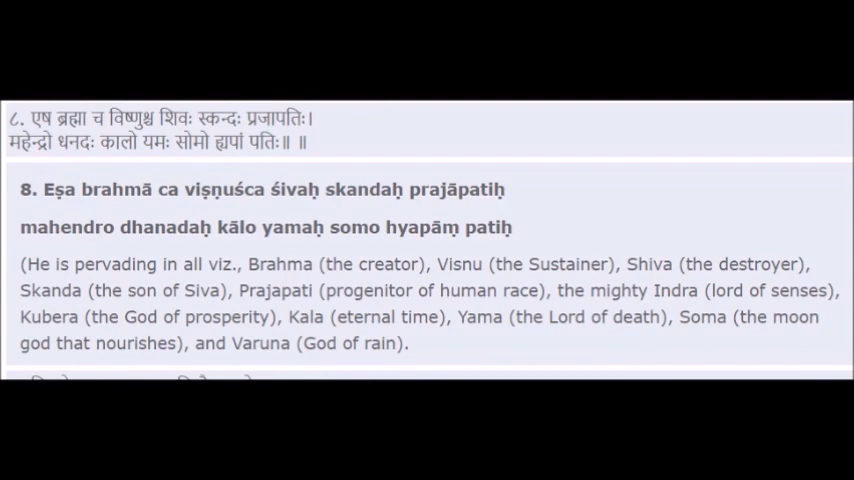 ८. एष ब्रह्मा च विष्णुश्च शिवः स्कन्दः प्रजापतिः।
महेन्द्रो धनदः कालो यमः सोमो ह्यपां पतिः॥ ॥
8. Eṣa brahmā ca viṣṇuśca śivaḥ skandaḥ prajāpatiḥ
mahendro dhanadaḥ kālo yamaḥ somo hyapāṃ patiḥ
(He is pervading in all viz., Brahma (the creator), Visnu (the Sustainer), Shiva (the destroyer),
Skanda (the son of Siva), Prajapati (progenitor of human race), the mighty Indra (lord of senses),
Kubera (the God of prosperity), Kala (eternal time), Yama (the Lord of death), Soma (the moon
god that nourishes), and Varuna (God of rain).